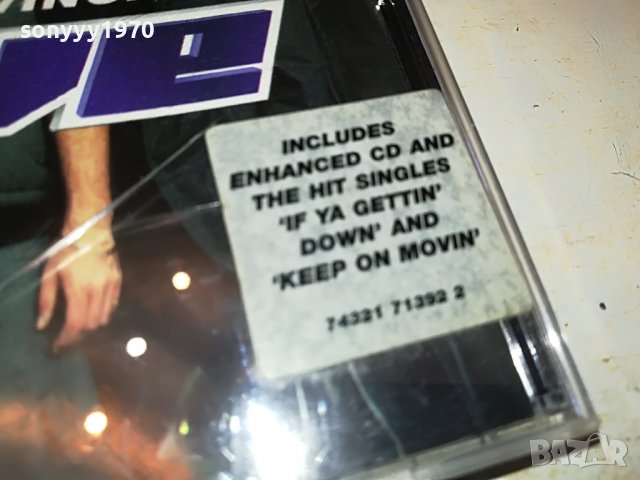 sonyyy1970
INCLUDES
ENHANCED CD AND
THE HIT SINGLES
'IF YA GETTIN'
DOWN' AND
'KEEP ON MOVIN'
74321 71392 2
BAZAR